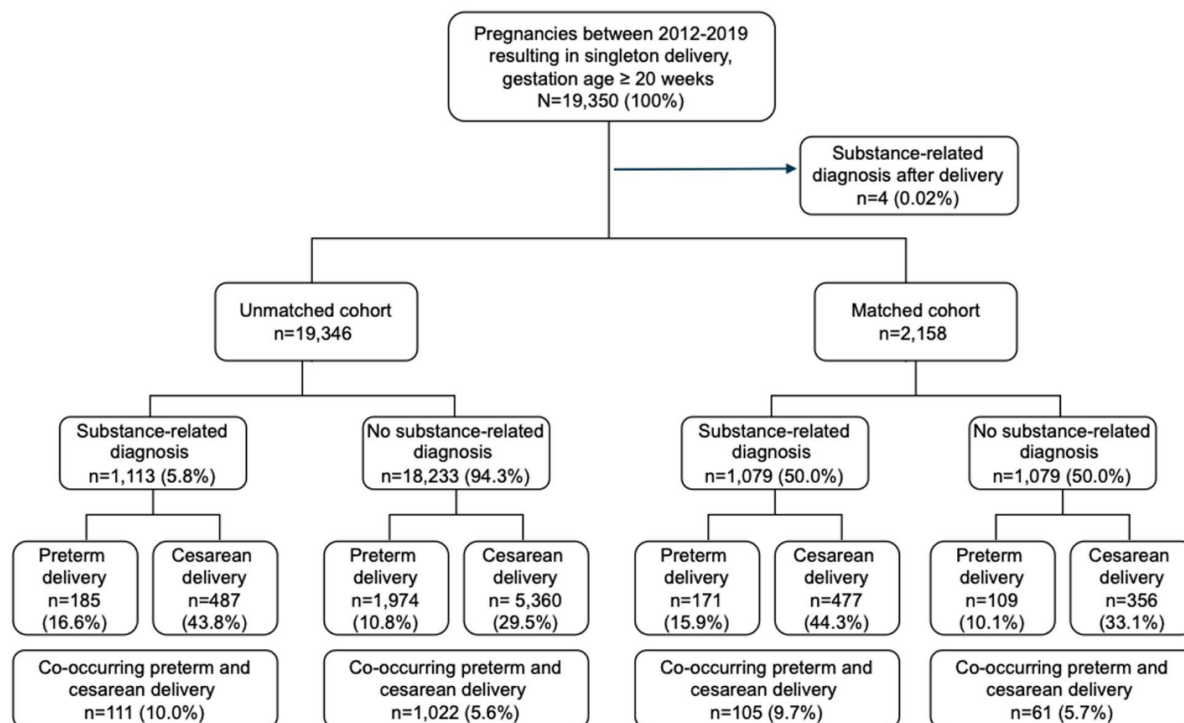 Pregnancies between 2012-2019
resulting in singleton delivery,
gestation age ≥ 20 weeks
N=19,350 (100%)
Substance-related
diagnosis after delivery
n=4 (0.02%)
Unmatched cohort
n=19,346
Matched cohort
n=2,158
Substance-related
diagnosis
n=1,113 (5.8%)
No substance-related
diagnosis
n=18,233 (94.3%)
Substance-related
diagnosis
n=1,079 (50.0%)
No substance-related
diagnosis
n=1,079 (50.0%)
Preterm
delivery
n=185
(16.6%)
Cesarean
delivery
n=487
(43.8%)
Preterm
delivery
n=1,974
(10.8%)
Cesarean
delivery
n= 5,360
(29.5%)
Preterm
delivery
n=171
(15.9%)
Cesarean
delivery
n=477
(44.3%)
Preterm
delivery
n=109
(10.1%)
Cesarean
delivery
n=356
(33.1%)
Co-occurring preterm and
cesarean delivery
n=111 (10.0%)
Co-occurring preterm and
cesarean delivery
n=1,022 (5.6%)
Co-occurring preterm and
cesarean delivery
n=105 (9.7%)
Co-occurring preterm and
cesarean delivery
n=61 (5.7%)